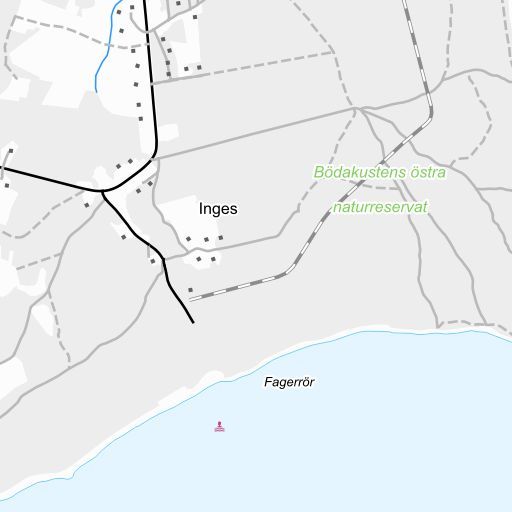 Bödakustens östra
naturreservat
Inges
Fagerrör